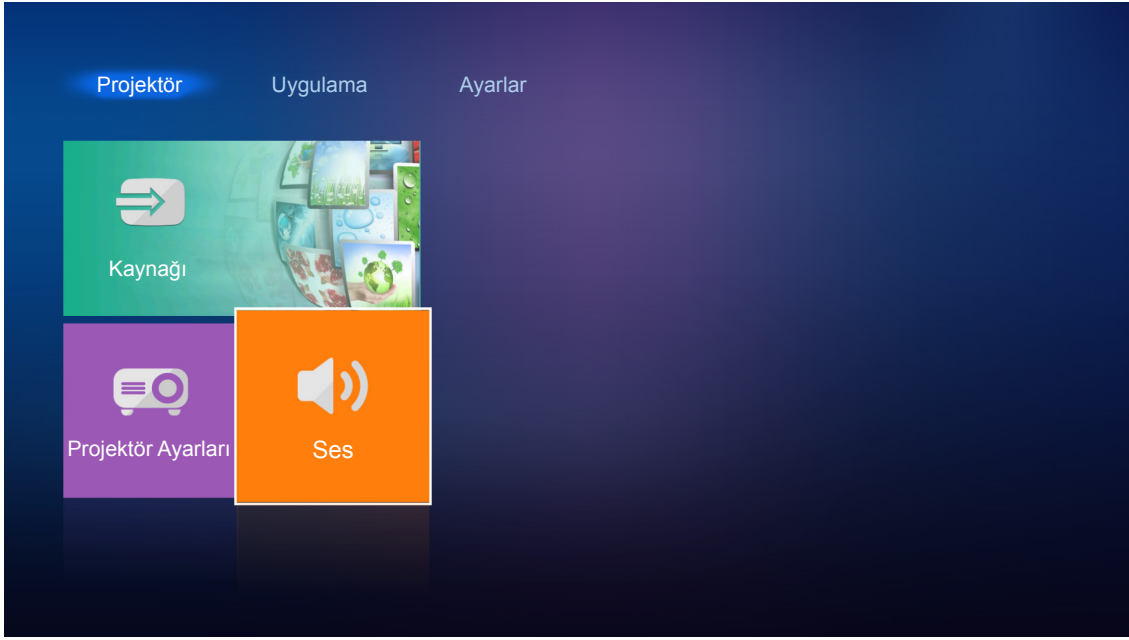 Projektör
Uygulama
Ayarlar
Kaynağı
Projektör Ayarları
Ses